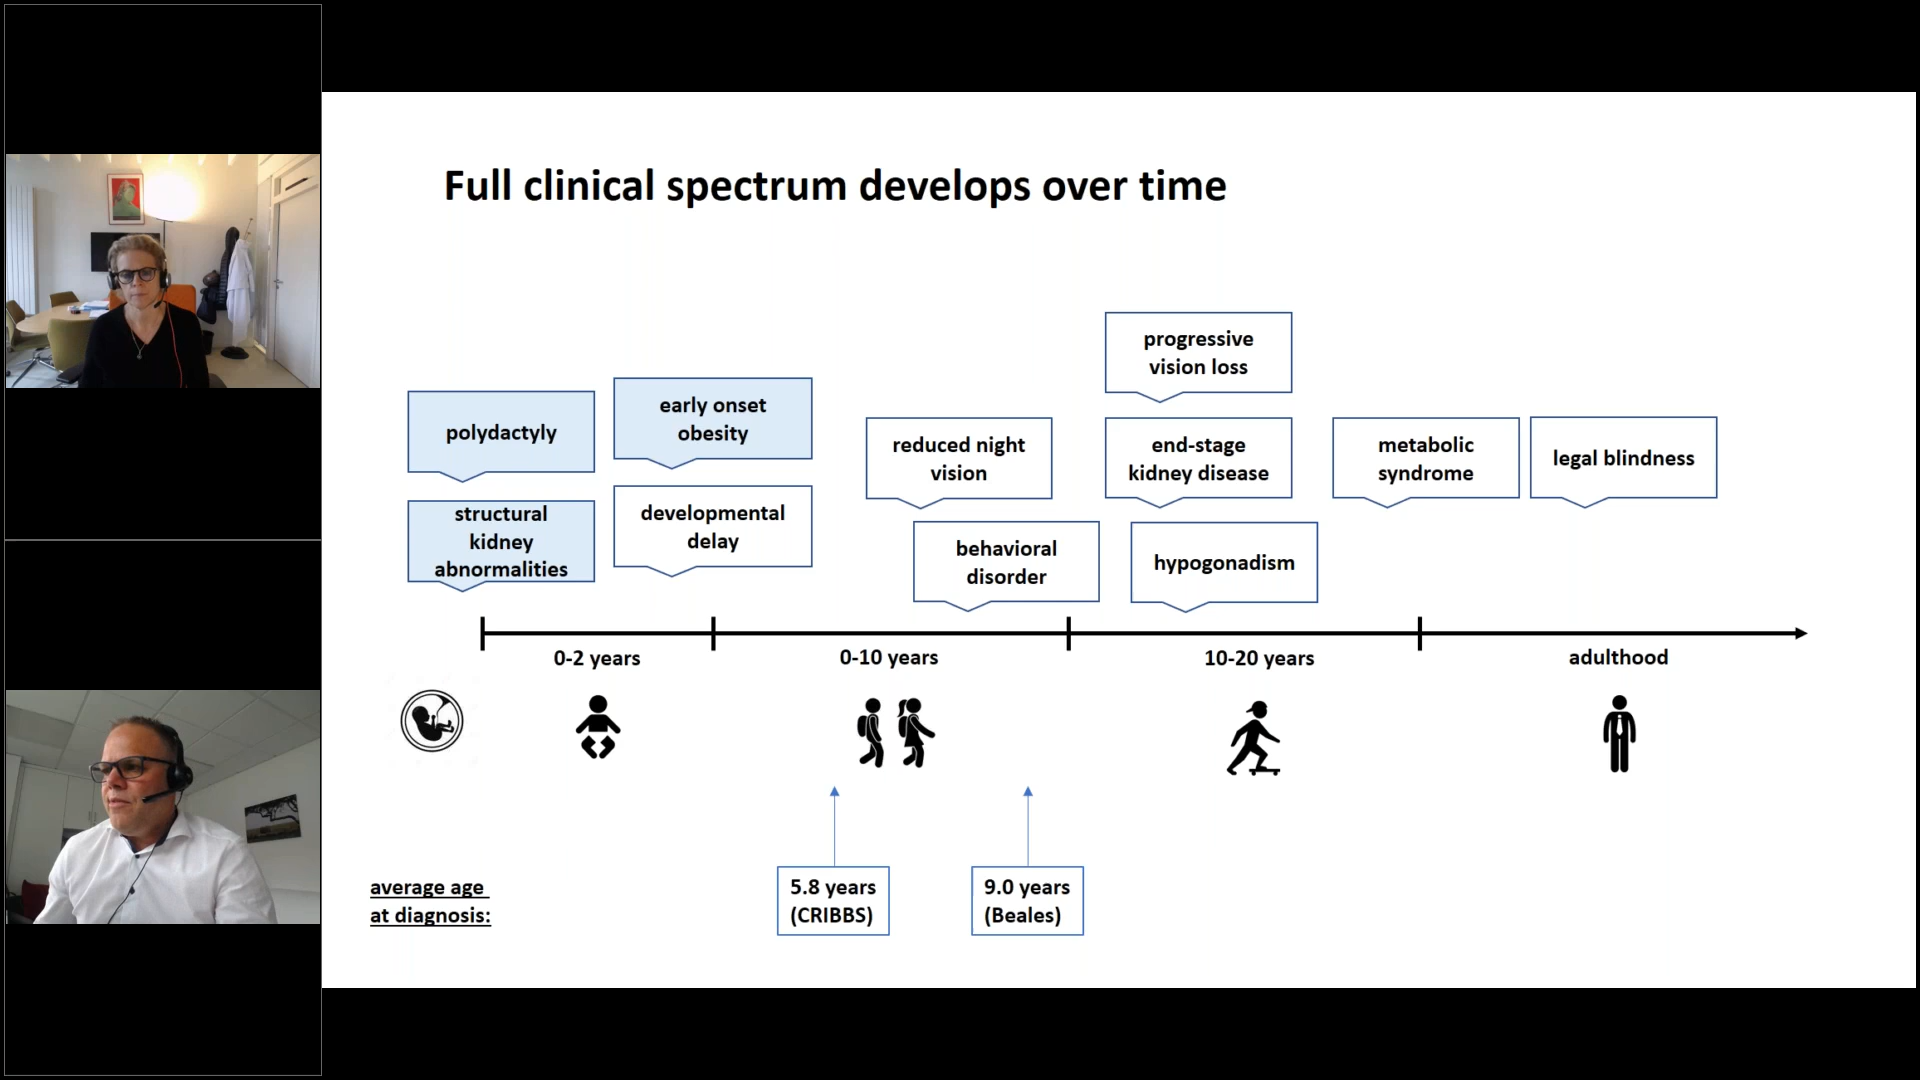 Full clinical spectrum develops over time
progressive
vision loss
polydactyly
early onset
obesity
reduced night
vision
end-stage
kidney disease
metabolic
syndrome
legal blindness
structural
kidney
abnormalities
developmental
delay
behavioral
disorder
hypogonadism
0-2 years
0-10 years
10-20 years
adulthood
average age
at diagnosis:
5.8 years
(CRIBBS)
9.0 years
(Beales)